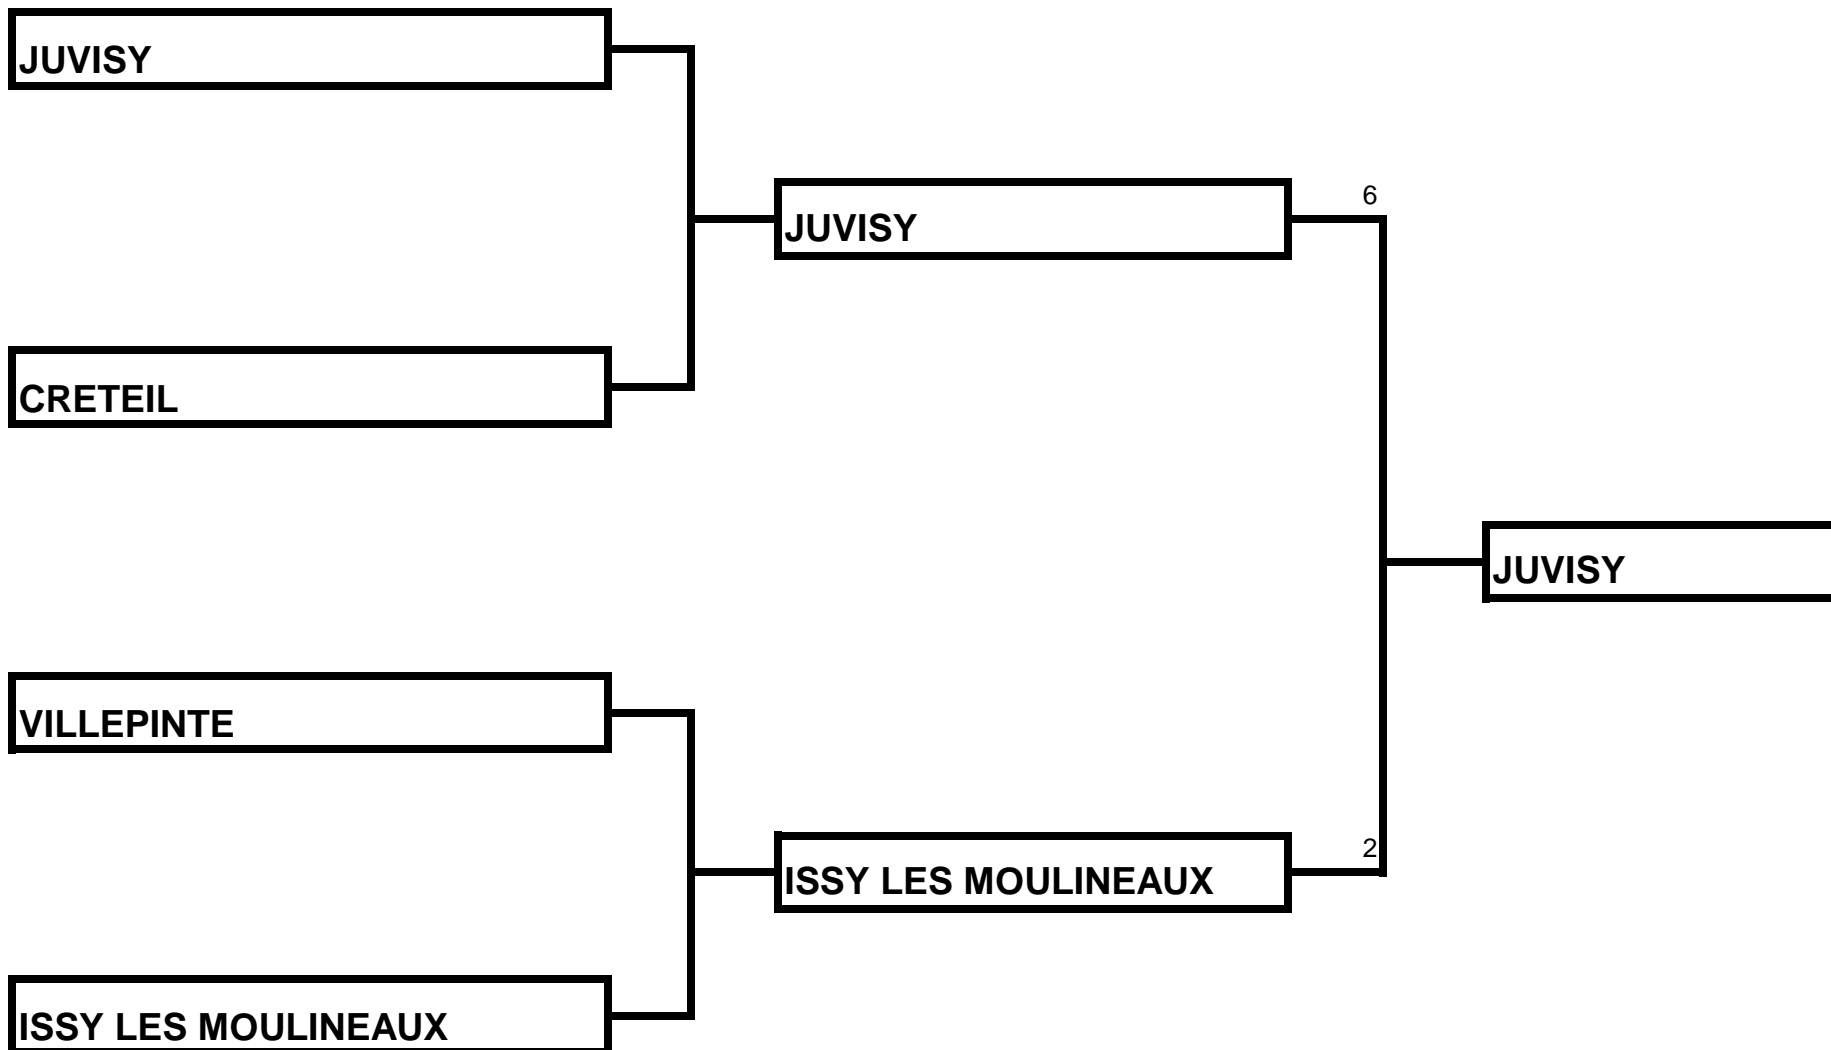 JUVISY
6
JUVISY
CRETEIL
JUVISY
VILLEPINTE
2
ISSY LES MOULINEAUX
ISSY LES MOULINEAUX